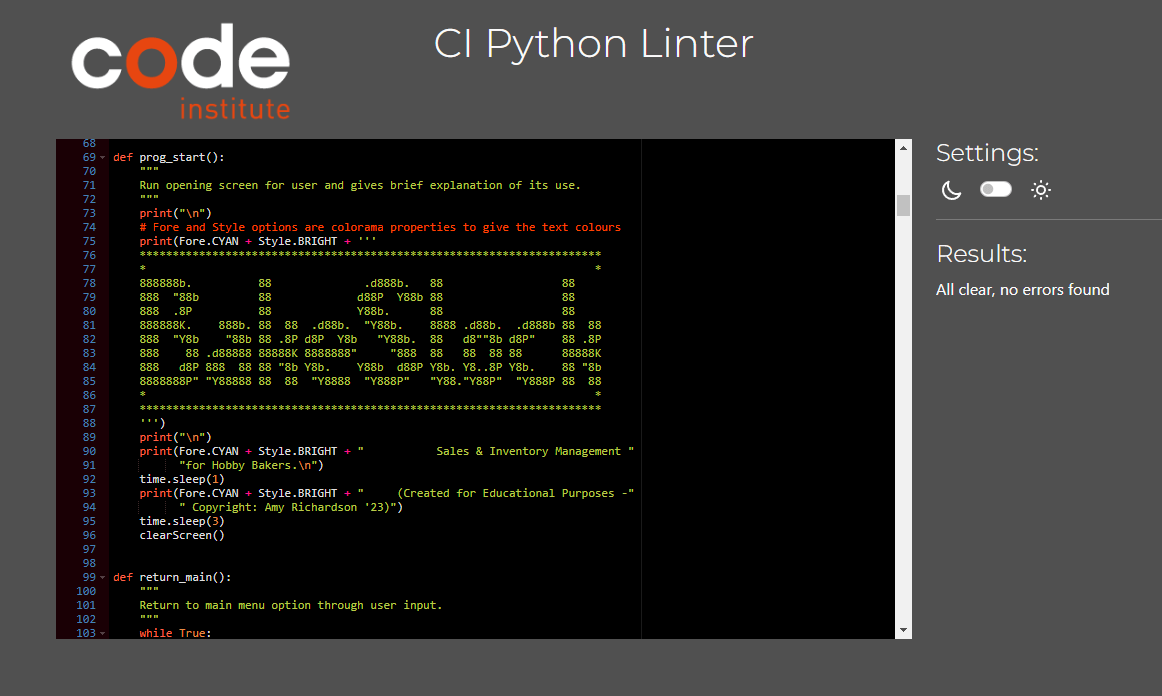 code
institute
CI Python Linter
68
69 def prog_start():
70     """
71     Run opening screen for user and gives brief explanation of its use.
72     """
73     print("\n")
74     # Fore and Style options are colorama properties to give the text colours
75     print(Fore.CYAN + Style.BRIGHT + '''
76     **********************************************************************
77     *                                                                    *
78     888888b.          88              .d888b.   88                  88
79     888  "88b         88             d88P  Y88b 88                  88
80     888  .8P          88             Y88b.      88                  88
81     888888K.    888b. 88  88  .d88b.  "Y88b.    8888 .d88b.  .d888b 88  88
82     888  "Y8b    "88b 88 .8P d8P  Y8b   "Y88b.  88  d8""8b d8P"    88 .8P
83     888    88 .d88888 88888K 8888888"     "888  88   88  88 88      88888K
84     888   d8P 888  88 88 "8b Y8b.    Y88b  d88P Y8b. Y8..8P Y8b.    88 "8b
85     8888888P" "Y88888 88  88  "Y8888  "Y888P"   "Y88."Y88P"  "Y888P 88  88
86     *                                                                    *
87     **********************************************************************
88     ''')
89     print("\n")
90     print(Fore.CYAN + Style.BRIGHT + "           Sales & Inventory Management "
91           "for Hobby Bakers.\n")
92     time.sleep(1)
93     print(Fore.CYAN + Style.BRIGHT + "     (Created for Educational Purposes -"
94           " Copyright: Amy Richardson '23)")
95     time.sleep(3)
96     clearScreen()
97
98
99 def return_main():
100     """
101     Return to main menu option through user input.
102     """
103     while True:
Settings:
Results:
All clear, no errors found